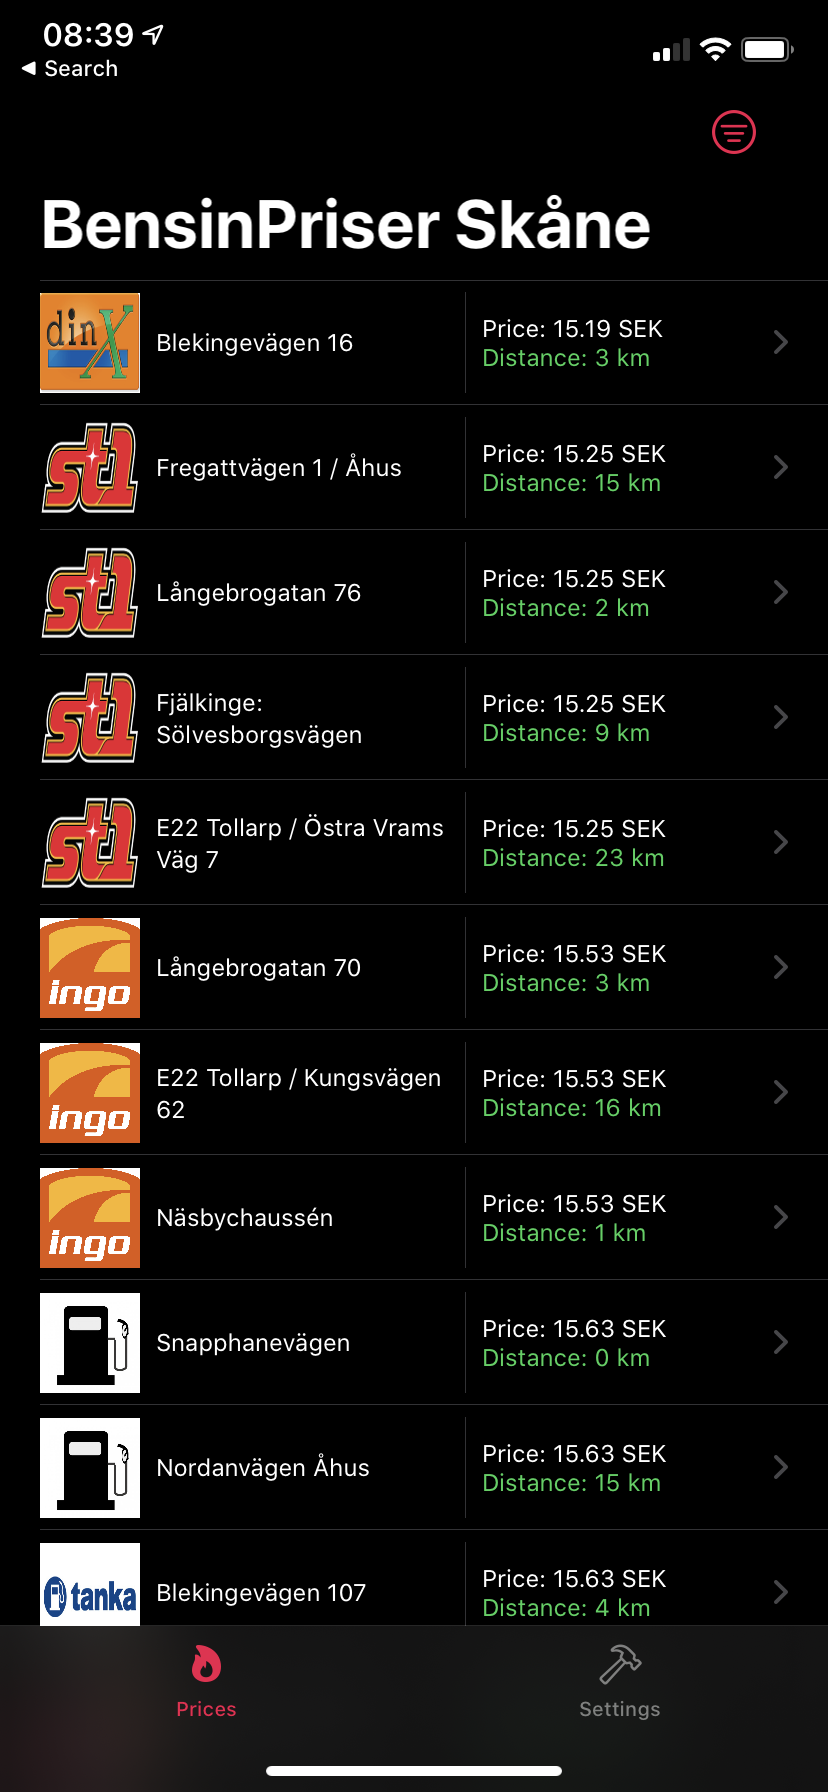 08:39
Search
BensinPriser Skåne
din X
Blekingevägen 16
Price: 15.19 SEK
Distance: 3 km
st1
Fregattvägen 1 / Åhus
Price: 15.25 SEK
Distance: 15 km
st1
Långebrogatan 76
Price: 15.25 SEK
Distance: 2 km
st1
Fjälkinge:
Sölvesborgsvägen
Price: 15.25 SEK
Distance: 9 km
st1
E22 Tollarp / Östra Vrams
Väg 7
Price: 15.25 SEK
Distance: 23 km
ingo
Långebrogatan 70
Price: 15.53 SEK
Distance: 3 km
ingo
E22 Tollarp / Kungsvägen
62
Price: 15.53 SEK
Distance: 16 km
ingo
Näsbychaussén
Price: 15.53 SEK
Distance: 1 km
Snapphanevägen
Price: 15.63 SEK
Distance: 0 km
Nordanvägen Åhus
Price: 15.63 SEK
Distance: 15 km
tanka
Blekingevägen 107
Price: 15.63 SEK
Distance: 4 km
Prices
Settings